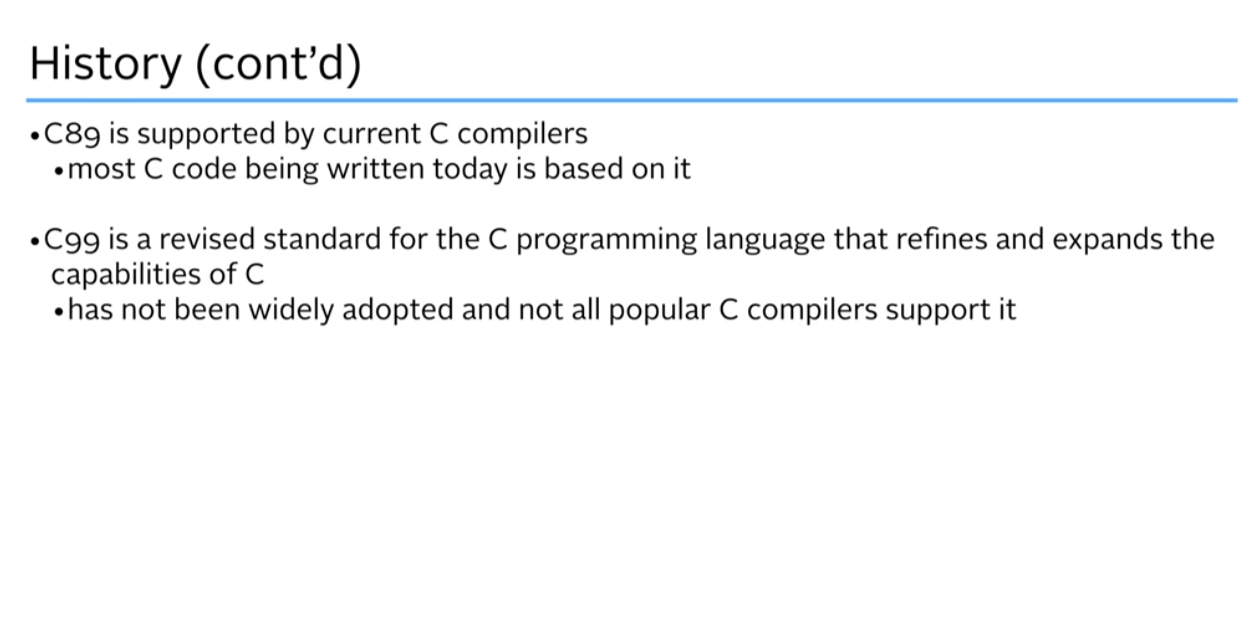 History (cont’d)
•C89 is supported by current C compilers
•most C code being written today is based on it
•C99 is a revised standard for the C programming language that refines and expands the
capabilities of C
•has not been widely adopted and not all popular C compilers support it